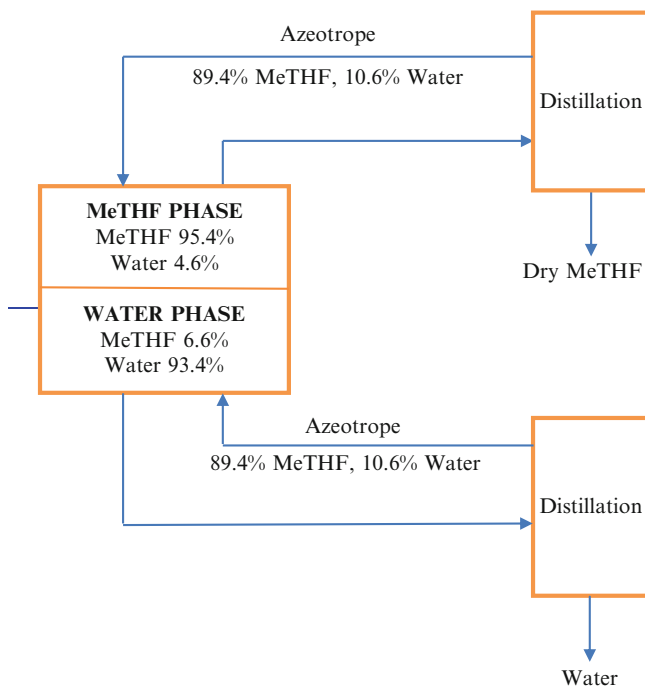 Azeotrope
89.4% MeTHF, 10.6% Water
Distillation
MeTHF PHASE
MeTHF 95.4%
Water 4.6%
Dry MeTHF
WATER PHASE
MeTHF 6.6%
Water 93.4%
Azeotrope
89.4% MeTHF, 10.6% Water
Distillation
Water